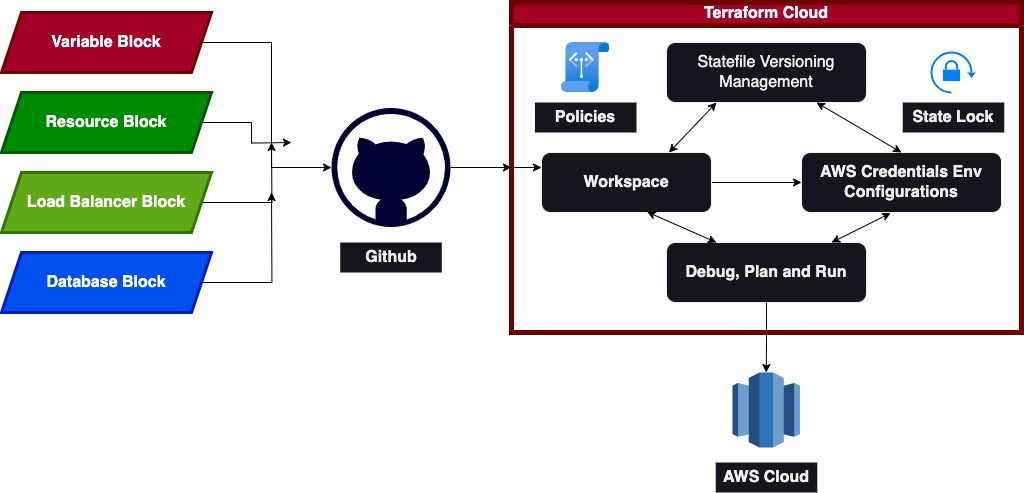 Terraform Cloud
Variable Block
Resource Block
Load Balancer Block
Database Block
Github
Policies
Statefile Versioning
Management
State Lock
Workspace
AWS Credentials Env
Configurations
Debug, Plan and Run
AWS Cloud